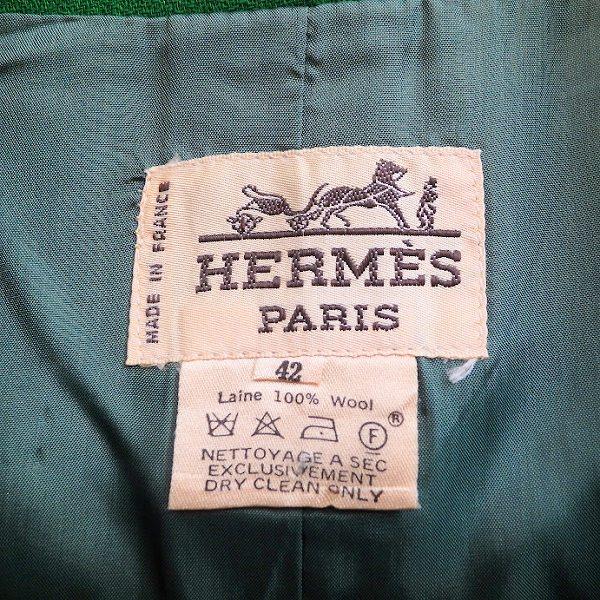 MADE IN FRANCE
HERMÈS
PARIS
42
Laine 100% Wool
F ®
NETTOYAGE A SEC
EXCLUSIVEMENT
DRY CLEAN ONLY